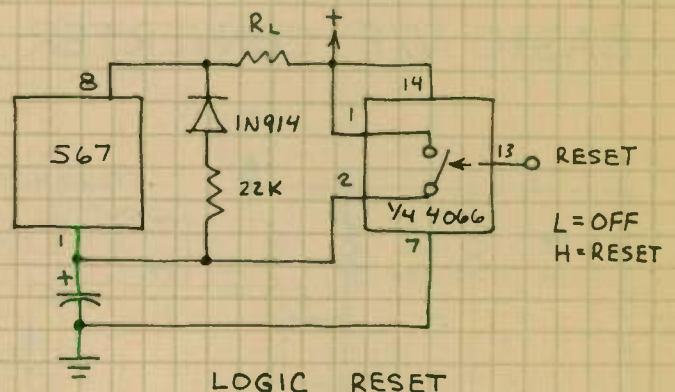 RL
+
8
14
1
567
1N914
13
RESET
2
22K
1/4 4066
1
7
L=OFF
H=RESET
+
LOGIC RESET